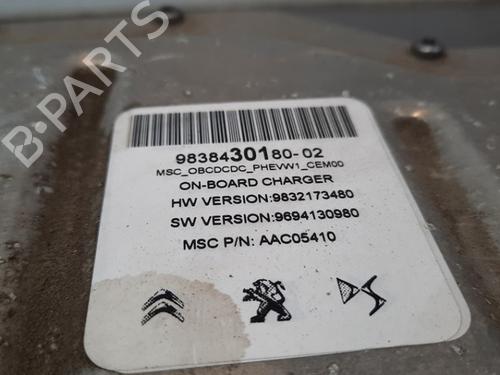 9838430180-02
MSC_OBCDCDC_PHEVW1_CEM00
ON-BOARD CHARGER
HW VERSION:9832173480
SW VERSION:9694130980
MSC P/N: AAC05410
B-PARTS